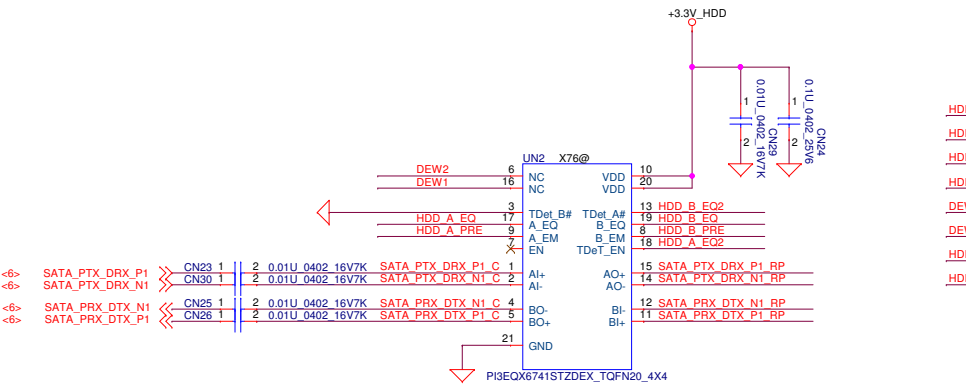 +3.3V_HDD
1
0.01U_0402_16V7K
2
CN29
1
0.1U_0402_25V6
2
CN24
UN2 X76@
DEW2 6 NC VDD 10
DEW1 16 NC VDD 20
3 TDet_B# TDet_A# 13 HDD_B_EQ2
HDD_A_EQ 17 A_EQ B_EQ 19 HDD_B_EQ
HDD_A_PRE 9 A_EM B_EM 8 HDD_B_PRE
7 EN TDeT_EN 18 HDD_A_EQ2
<6> SATA_PTX_DRX_P1 CN23 1 2 0.01U_0402_16V7K SATA_PTX_DRX_P1_C 1 AI+ AO+ 15 SATA_PTX_DRX_P1_RP
<6> SATA_PTX_DRX_N1 CN30 1 2 0.01U_0402_16V7K SATA_PTX_DRX_N1_C 2 AI- AO- 14 SATA_PTX_DRX_N1_RP
<6> SATA_PRX_DTX_N1 CN25 1 2 0.01U_0402_16V7K SATA_PRX_DTX_N1_C 4 BO- BI- 12 SATA_PRX_DTX_N1_RP
<6> SATA_PRX_DTX_P1 CN26 1 2 0.01U_0402_16V7K SATA_PRX_DTX_P1_C 5 BO+ BI+ 11 SATA_PRX_DTX_P1_RP
21 GND
PI3EQX6741STZDEX_TQFN20_4X4